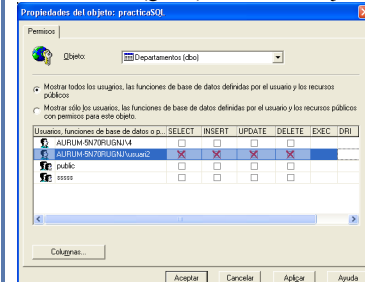 Propiedades del objeto: practicaSQL
Permisos
Objeto: Departamentos (dbo)
Mostrar todos los usuarios, las funciones de base de datos definidas por el usuario y los recursos
públicos
Mostrar sólo los usuarios, las funciones de base de datos definidas por el usuario y los recursos públicos
con permisos para este objeto.
Usuarios, funciones de base de datos o p... SELECT INSERT UPDATE DELETE EXEC DRI
AURUM-5N70RUGNJ\4
AURUM-5N70RUGNJ\usuari2
public
sssss
Columnas...
Aceptar Cancelar Aplicar Ayuda